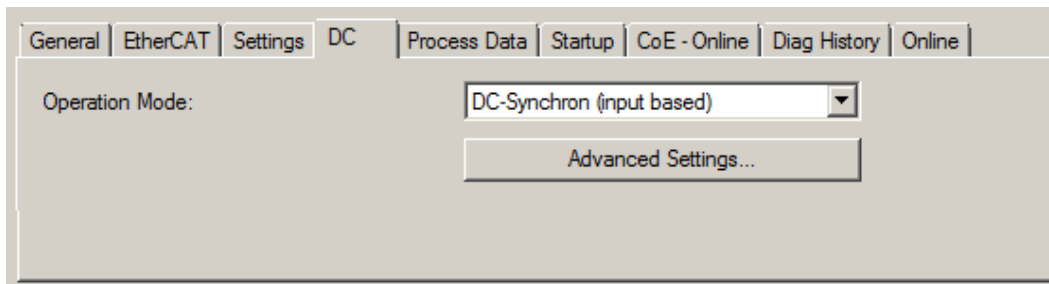 General EtherCAT Settings DC Process Data Startup CoE - Online Diag History Online
Operation Mode: DC-Synchron (input based)
Advanced Settings...